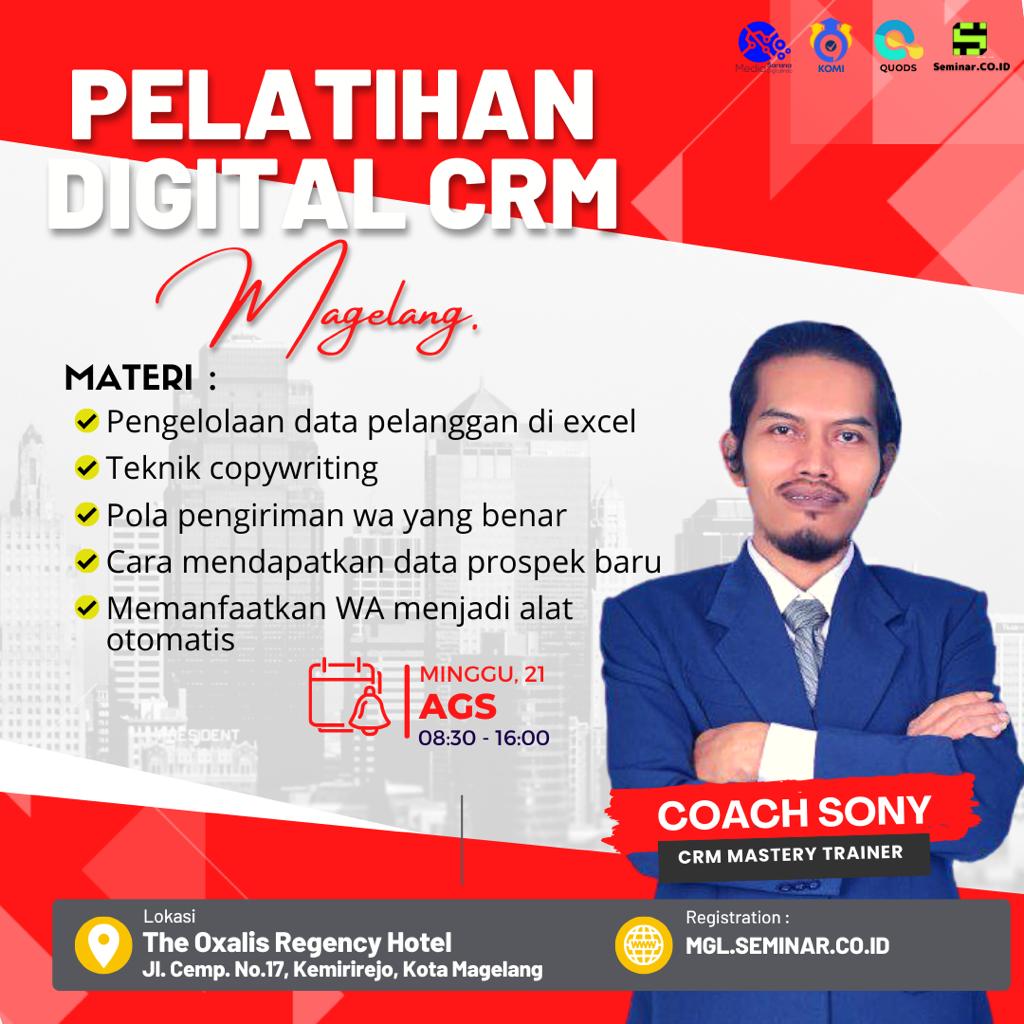 Media Sarana
KOMI
QUODS
Seminar.CO.ID
PELATIHAN
DIGITAL CRM
Magelang.
MATERI :
Pengelolaan data pelanggan di excel
Teknik copywriting
Pola pengiriman wa yang benar
Cara mendapatkan data prospek baru
Memanfaatkan WA menjadi alat
otomatis
MINGGU, 21
AGS
08:30 - 16:00
COACH SONY
CRM MASTERY TRAINER
Lokasi
The Oxalis Regency Hotel
Jl. Cemp. No.17, Kemirirejo, Kota Magelang
Registration :
www
MGL.SEMINAR.CO.ID